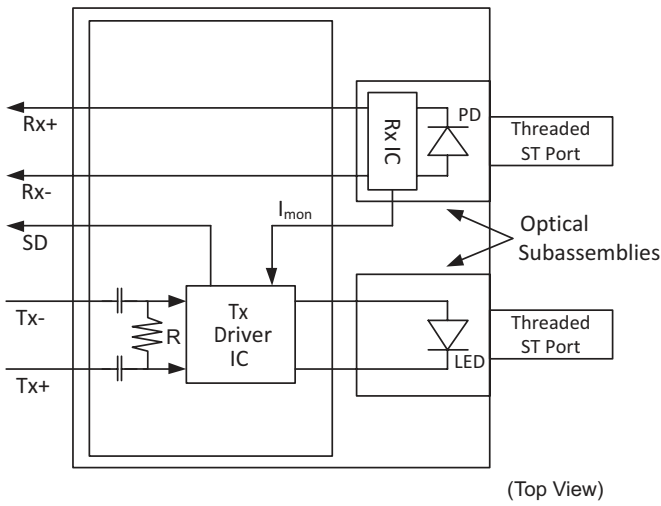 Rx+
Rx-
SD
Tx-
Tx+
R
I mon
Rx IC
PD
Threaded
ST Port
Optical
Subassemblies
Tx
Driver
IC
LED
Threaded
ST Port
(Top View)